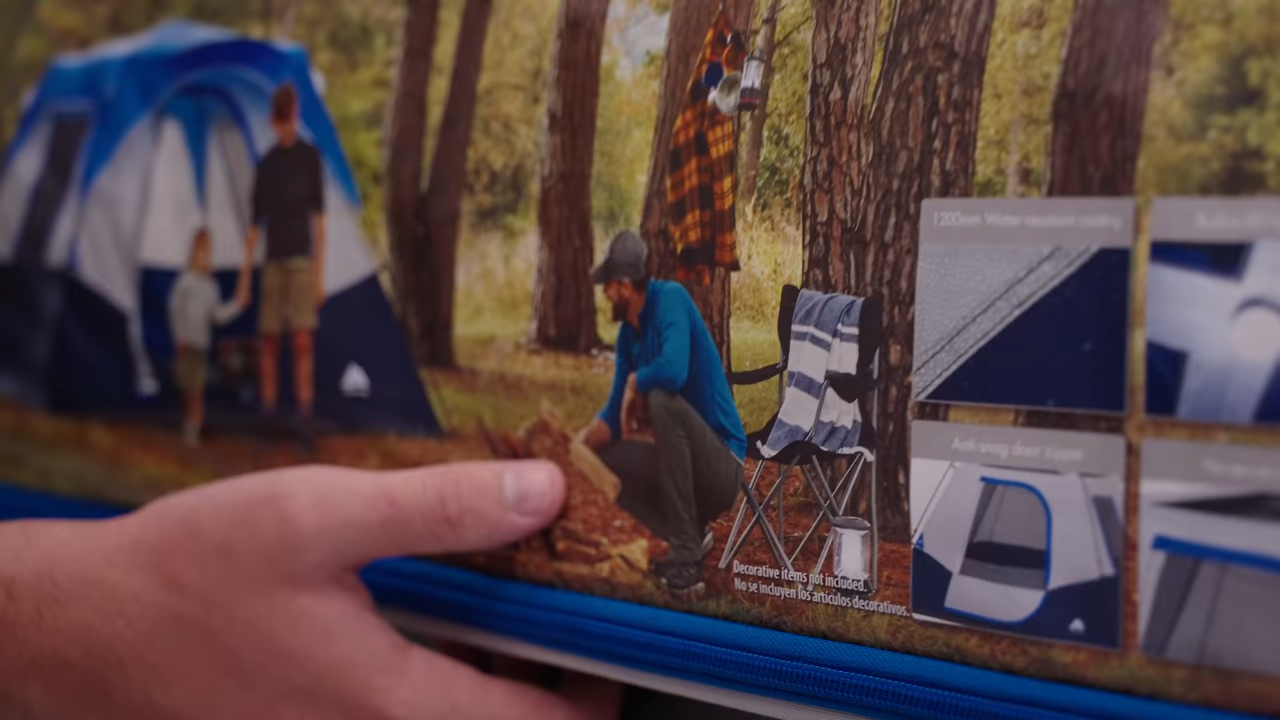 1200mm Water-resistant coating
Anti-snag door zipper
Decorative items not included.
No se incluyen los artículos decorativos.